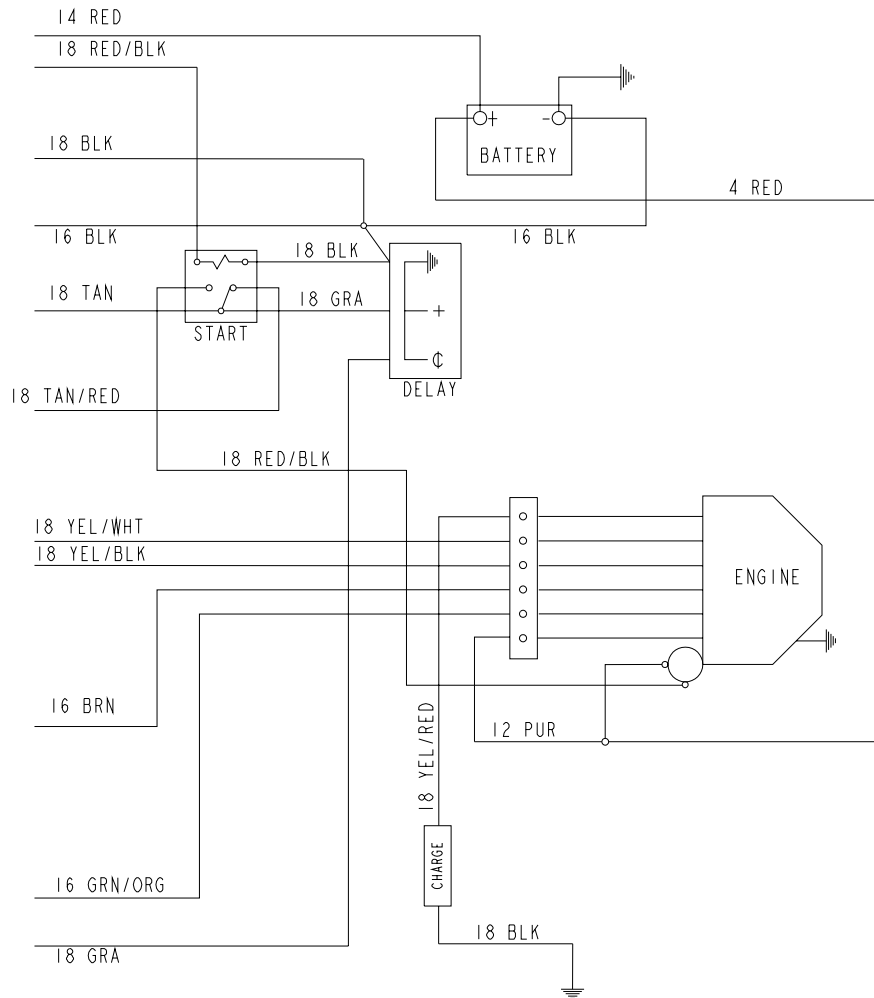 14 RED
18 RED/BLK
18 BLK
+
-
BATTERY
4 RED
16 BLK
16 BLK
18 BLK
18 TAN
18 GRA
+
START
₵
DELAY
18 TAN/RED
18 RED/BLK
18 YEL/WHT
18 YEL/BLK
ENGINE
16 BRN
12 PUR
18 YEL/RED
CHARGE
16 GRN/ORG
18 BLK
18 GRA